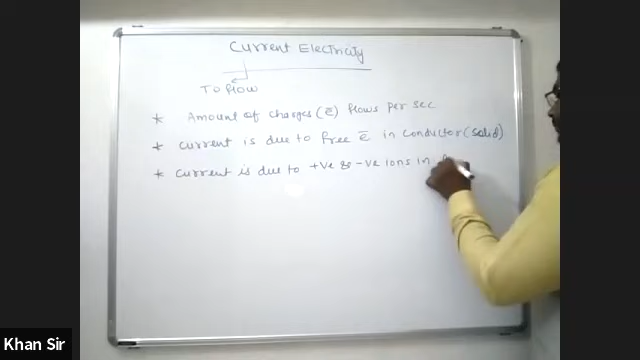 Current Electricity
To flow
* Amount of charges (ē) flows per sec
* current is due to free ē in conductor (solid)
* current is due to +ve & -ve ions in
Khan Sir